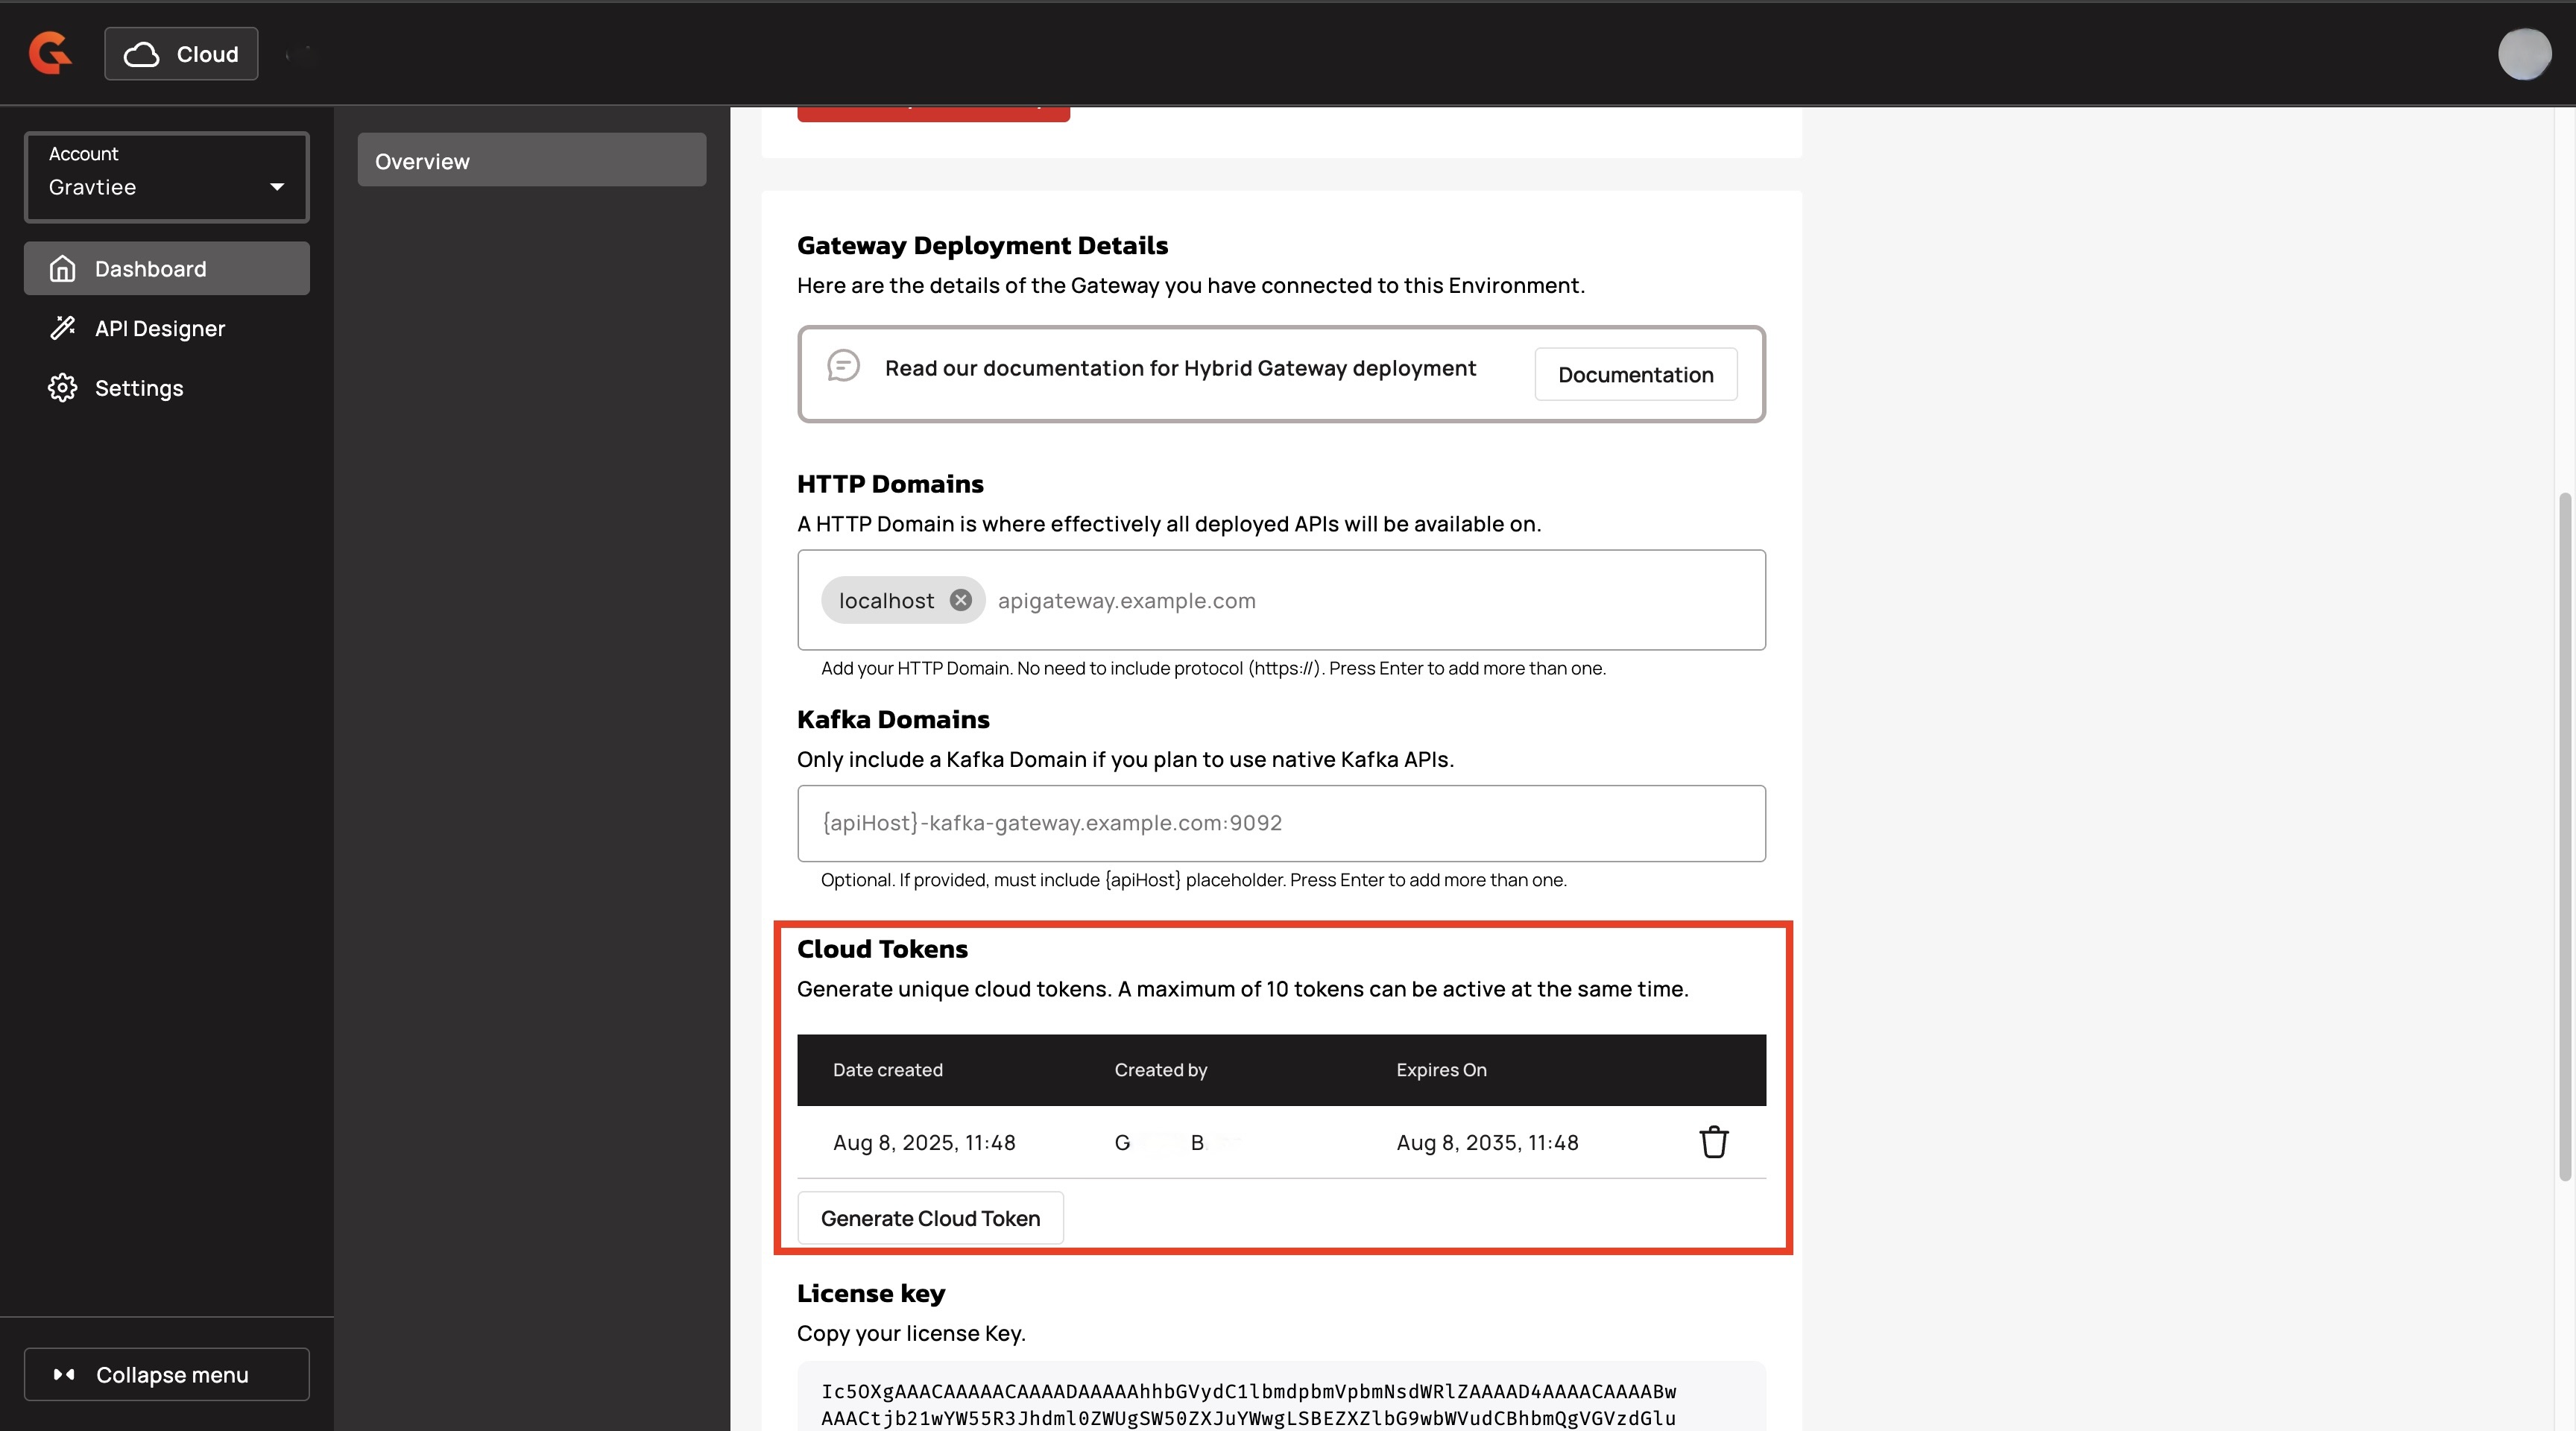 Cloud
Account
Gravtiee
Dashboard
API Designer
Settings
Collapse menu
Overview
Gateway Deployment Details
Here are the details of the Gateway you have connected to this Environment.
Read our documentation for Hybrid Gateway deployment
Documentation
HTTP Domains
A HTTP Domain is where effectively all deployed APIs will be available on.
localhost apigateway.example.com
Add your HTTP Domain. No need to include protocol (https://). Press Enter to add more than one.
Kafka Domains
Only include a Kafka Domain if you plan to use native Kafka APIs.
{apiHost}-kafka-gateway.example.com:9092
Optional. If provided, must include {apiHost} placeholder. Press Enter to add more than one.
Cloud Tokens
Generate unique cloud tokens. A maximum of 10 tokens can be active at the same time.
Date created Created by Expires On
Aug 8, 2025, 11:48 G B Aug 8, 2035, 11:48
Generate Cloud Token
License key
Copy your license Key.
Ic5OXgAAACAAAAACAAAADAAAAAhhbGVydC1lbmdpbmVpbmNsdWRlZAAAAD4AAAACAAAABw
AAACtjb21wYW55R3Jhdml0ZWUgSW50ZXJuYWwgLSBEZXZlbG9wbWVudCBhbmQgVGVzdGlu